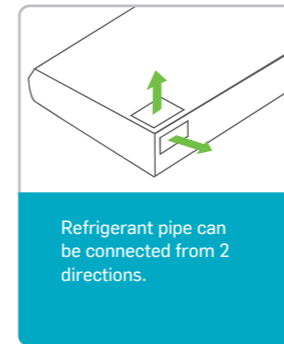 Refrigerant pipe can
be connected from 2
directions.